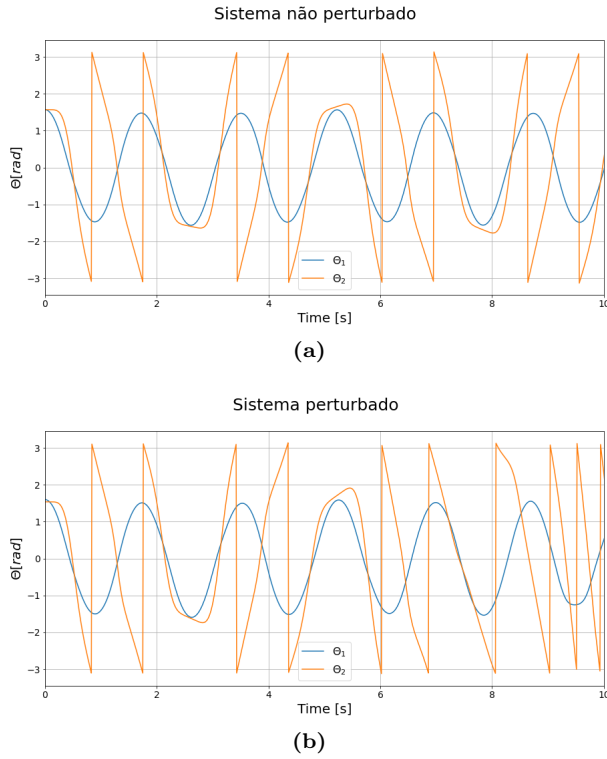 Sistema não perturbado
3
2
1
0
−1
−2
−3
Θ[rad]
Θ₁
Θ₂
0
2
4
6
8
10
Time [s]
(a)
Sistema perturbado
3
2
1
0
−1
−2
−3
Θ[rad]
Θ₁
Θ₂
0
2
4
6
8
10
Time [s]
(b)